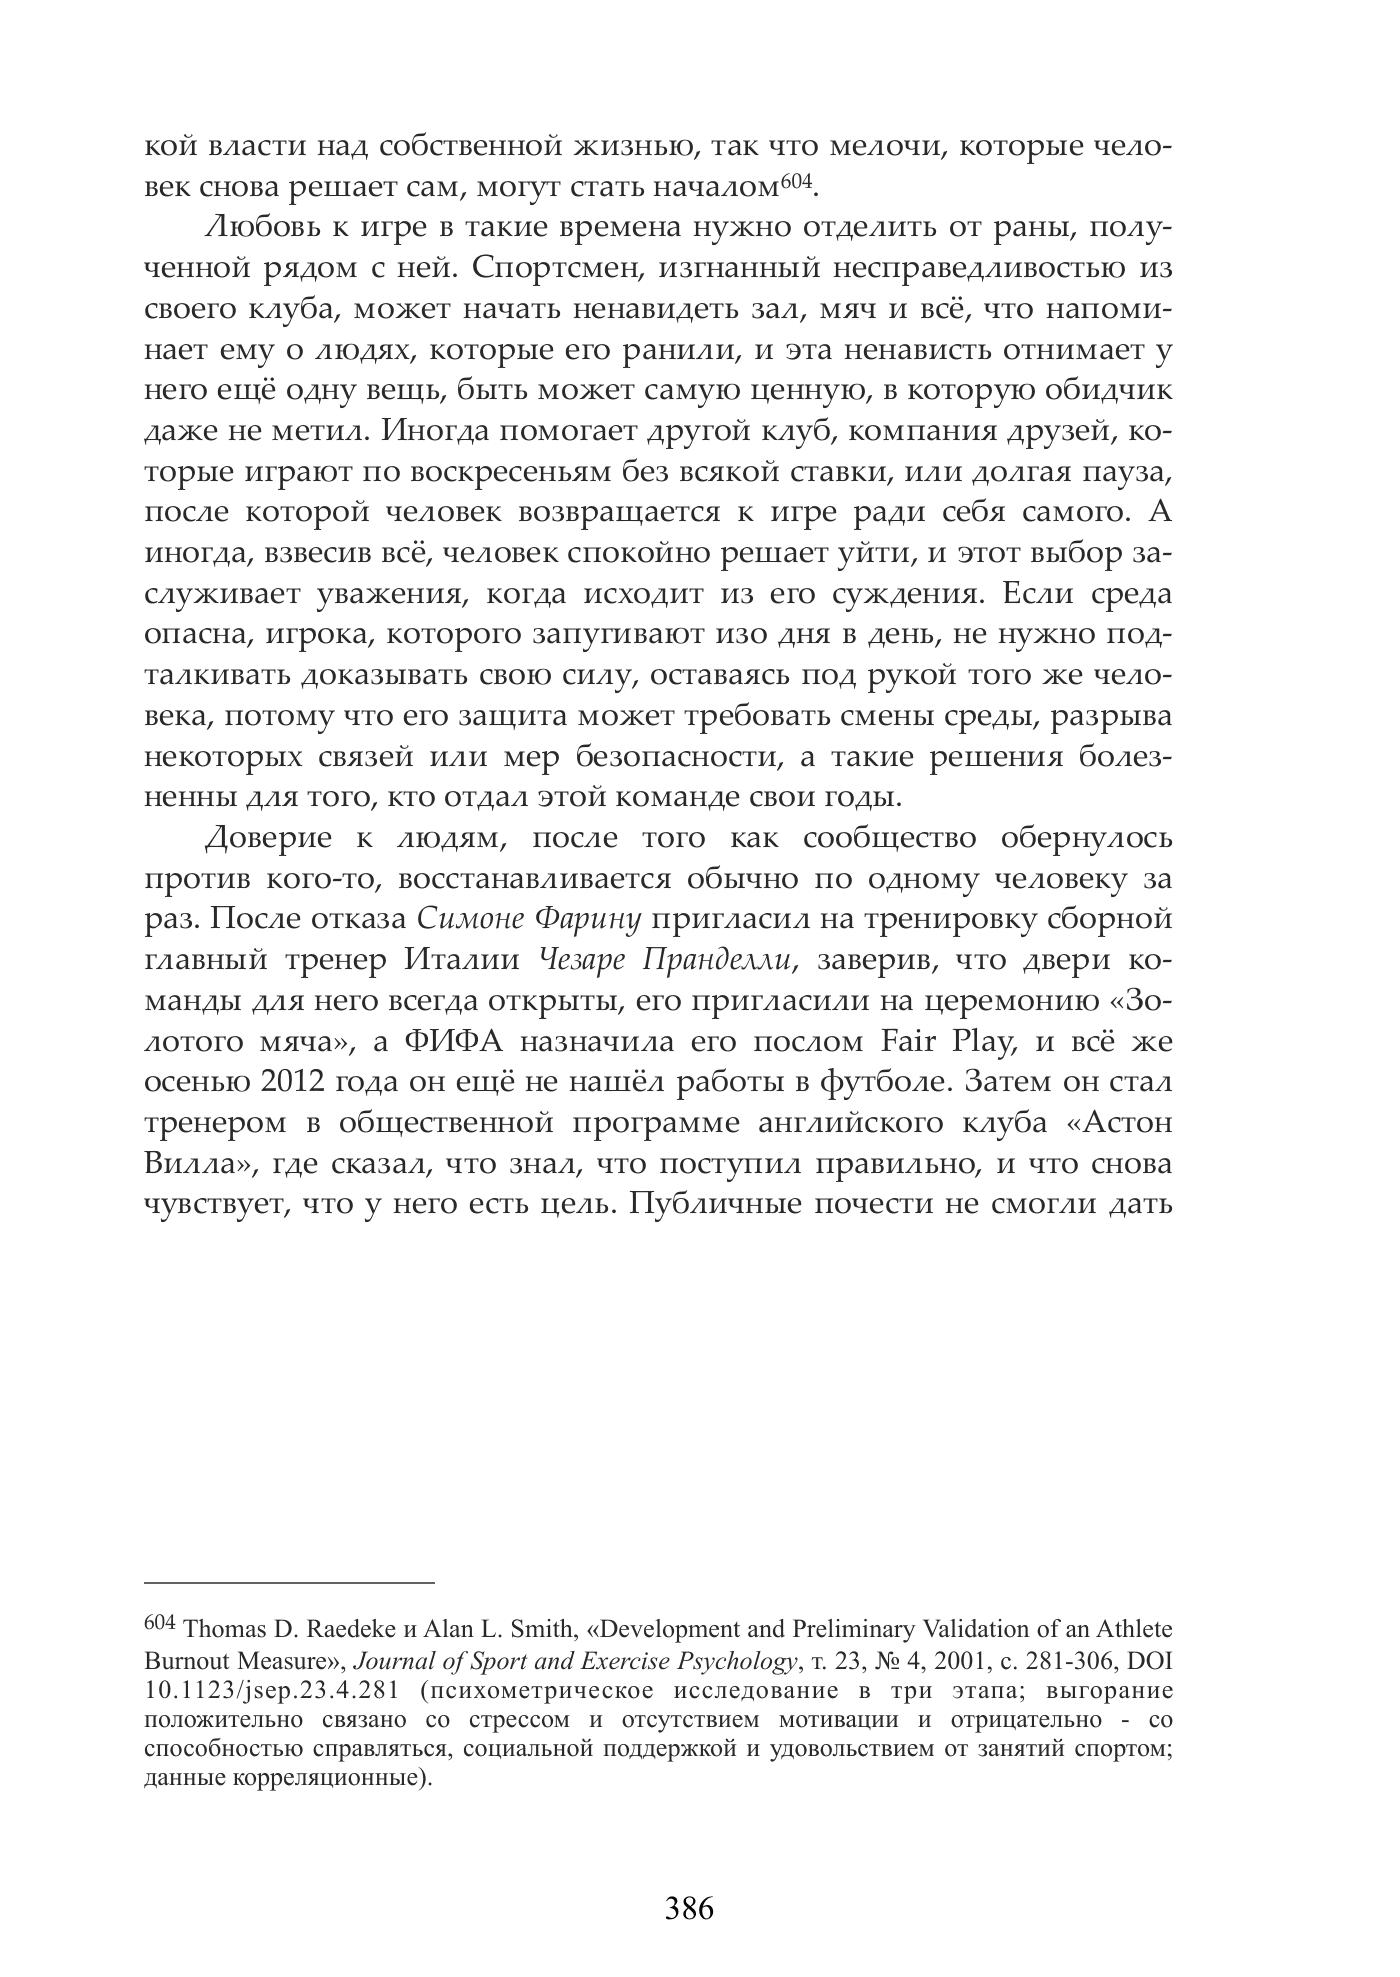 кой власти над собственной жизнью, так что мелочи, которые чело-
век снова решает сам, могут стать началом604.
Любовь к игре в такие времена нужно отделить от раны, полу-
ченной рядом с ней. Спортсмен, изгнанный несправедливостью из
своего клуба, может начать ненавидеть зал, мяч и всё, что напоми-
нает ему о людях, которые его ранили, и эта ненависть отнимает у
него ещё одну вещь, быть может самую ценную, в которую обидчик
даже не метил. Иногда помогает другой клуб, компания друзей, ко-
торые играют по воскресеньям без всякой ставки, или долгая пауза,
после которой человек возвращается к игре ради себя самого. А
иногда, взвесив всё, человек спокойно решает уйти, и этот выбор за-
служивает уважения, когда исходит из его суждения. Если среда
опасна, игрока, которого запугивают изо дня в день, не нужно под-
талкивать доказывать свою силу, оставаясь под рукой того же чело-
века, потому что его защита может требовать смены среды, разрыва
некоторых связей или мер безопасности, а такие решения болез-
ненны для того, кто отдал этой команде свои годы.
Доверие к людям, после того как сообщество обернулось
против кого-то, восстанавливается обычно по одному человеку за
раз. После отказа Симоне Фарину пригласил на тренировку сборной
главный тренер Италии Чезаре Пранделли, заверив, что двери ко-
манды для него всегда открыты, его пригласили на церемонию «Зо-
лотого мяча», а ФИФА назначила его послом Fair Play, и всё же
осенью 2012 года он ещё не нашёл работы в футболе. Затем он стал
тренером в общественной программе английского клуба «Астон
Вилла», где сказал, что знал, что поступил правильно, и что снова
чувствует, что у него есть цель. Публичные почести не смогли дать
604 Thomas D. Raedeke и Alan L. Smith, «Development and Preliminary Validation of an Athlete
Burnout Measure», Journal of Sport and Exercise Psychology, т. 23, № 4, 2001, с. 281-306, DOI
10.1123/jsep.23.4.281 (психометрическое исследование в три этапа; выгорание
положительно связано со стрессом и отсутствием мотивации и отрицательно - со
способностью справляться, социальной поддержкой и удовольствием от занятий спортом;
данные корреляционные).
386